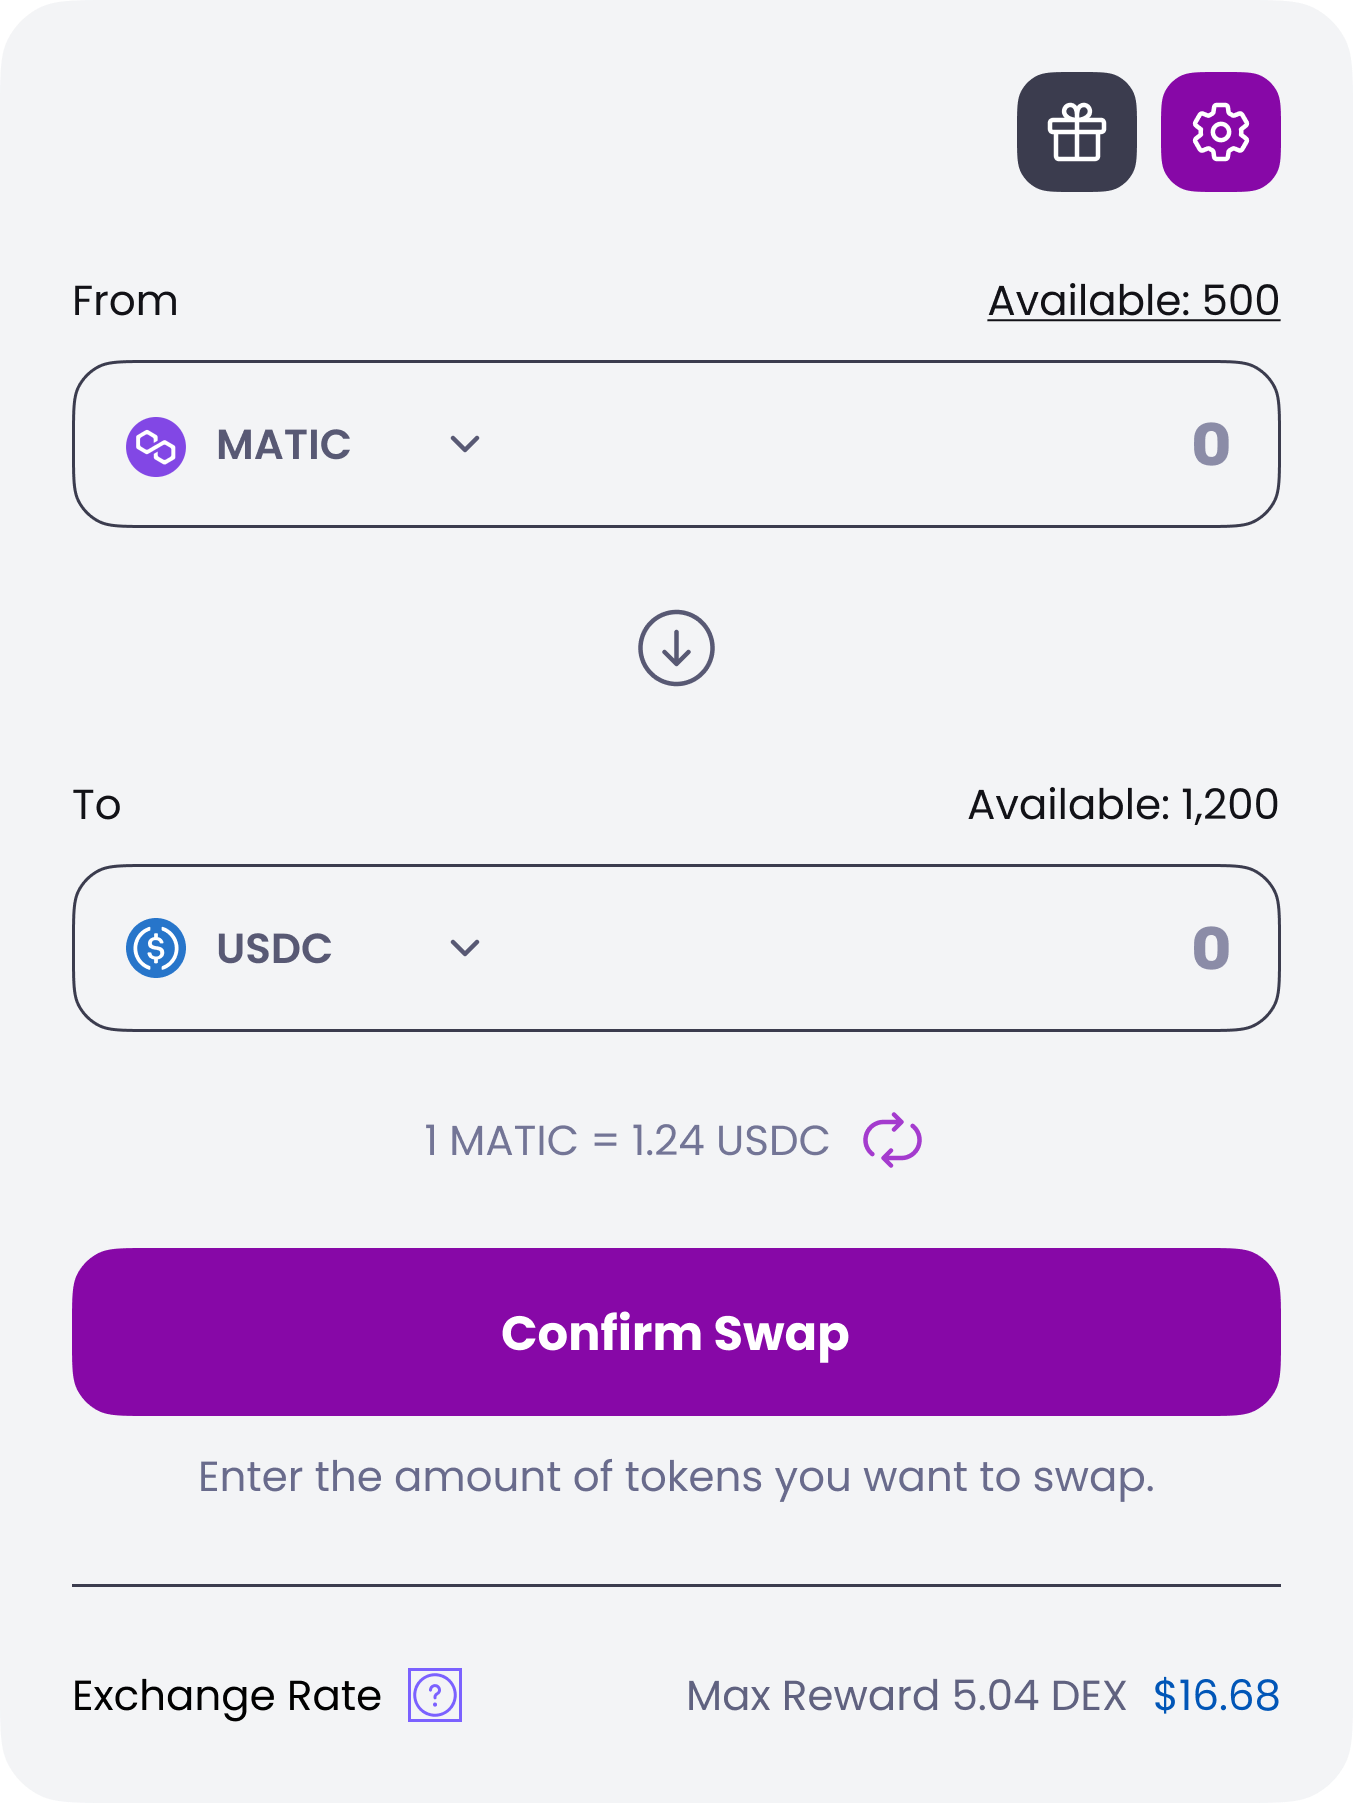 From
Available: 500
MATIC
0
To
Available: 1,200
USDC
0
1 MATIC = 1.24 USDC
Confirm Swap
Enter the amount of tokens you want to swap.
Exchange Rate
Max Reward 5.04 DEX $16.68